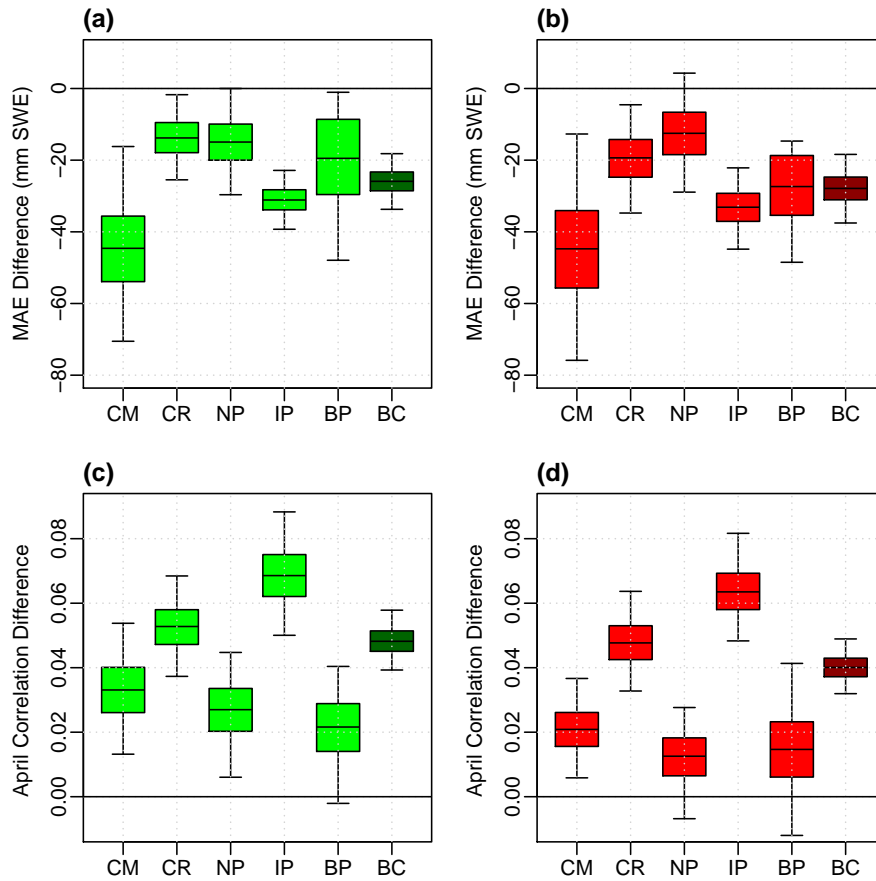 (a)
MAE Difference (mm SWE)
0
−20
−40
−60
−80
CM CR NP IP BP BC
(b)
MAE Difference (mm SWE)
0
−20
−40
−60
−80
CM CR NP IP BP BC
(c)
April Correlation Difference
0.08
0.06
0.04
0.02
0.00
CM CR NP IP BP BC
(d)
April Correlation Difference
0.08
0.06
0.04
0.02
0.00
CM CR NP IP BP BC